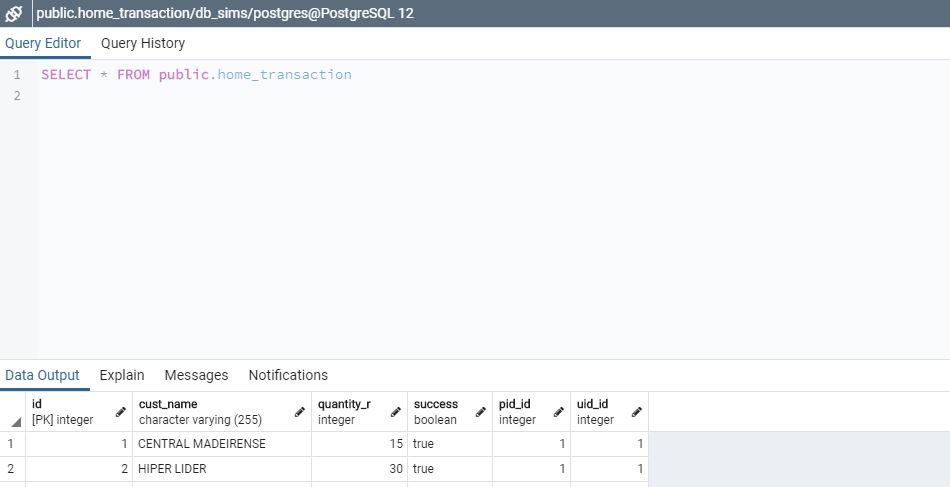 public.home_transaction/db_sims/postgres@PostgreSQL 12
Query Editor Query History
1 SELECT * FROM public.home_transaction
2
Data Output Explain Messages Notifications
id cust_name quantity_r success pid_id uid_id
[PK] integer character varying (255) integer boolean integer integer
1 1 CENTRAL MADEIRENSE 15 true 1 1
2 2 HIPER LIDER 30 true 1 1